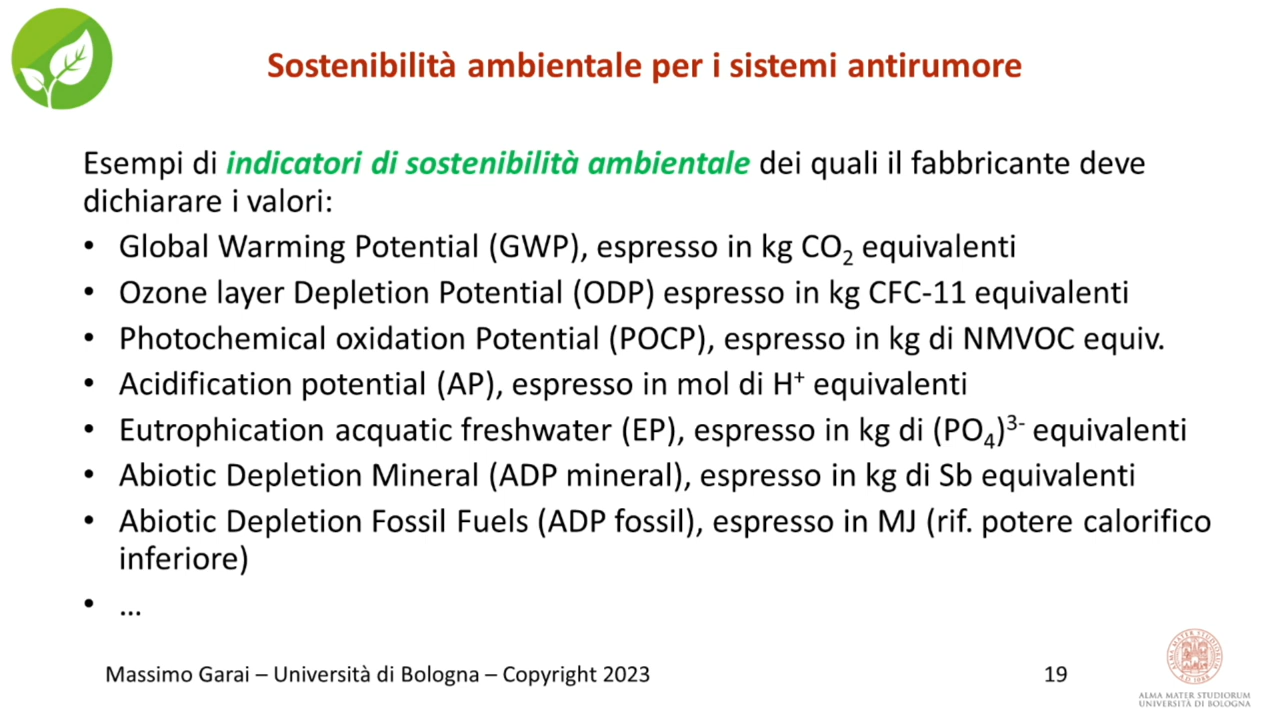 Sostenibilità ambientale per i sistemi antirumore
Esempi di indicatori di sostenibilità ambientale dei quali il fabbricante deve
dichiarare i valori:
• Global Warming Potential (GWP), espresso in kg CO₂ equivalenti
• Ozone layer Depletion Potential (ODP) espresso in kg CFC-11 equivalenti
• Photochemical oxidation Potential (POCP), espresso in kg di NMVOC equiv.
• Acidification potential (AP), espresso in mol di H⁺ equivalenti
• Eutrophication acquatic freshwater (EP), espresso in kg di (PO₄)³⁻ equivalenti
• Abiotic Depletion Mineral (ADP mineral), espresso in kg di Sb equivalenti
• Abiotic Depletion Fossil Fuels (ADP fossil), espresso in MJ (rif. potere calorifico
inferiore)
• …
Massimo Garai – Università di Bologna – Copyright 2023
19
ALMA MATER STUDIORUM
UNIVERSITÀ DI BOLOGNA